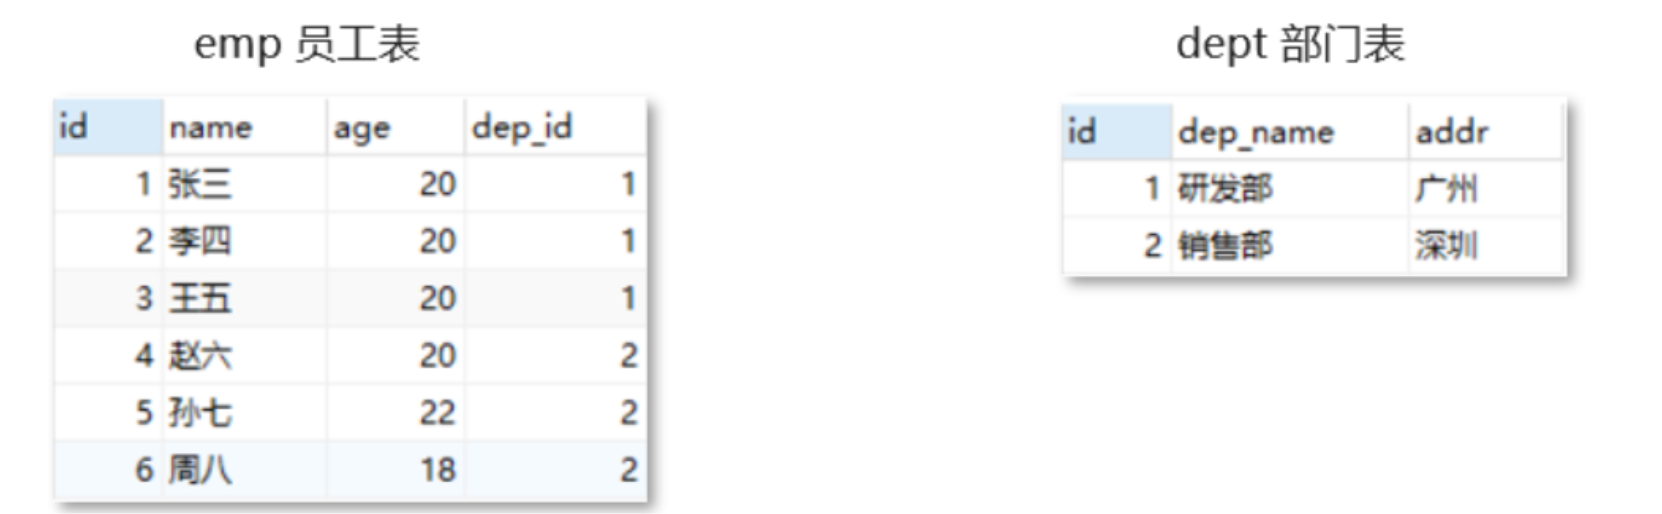 emp 员工表
id name age dep_id
1 张三 20 1
2 李四 20 1
3 王五 20 1
4 赵六 20 2
5 孙七 22 2
6 周八 18 2
dept 部门表
id dep_name addr
1 研发部 广州
2 销售部 深圳